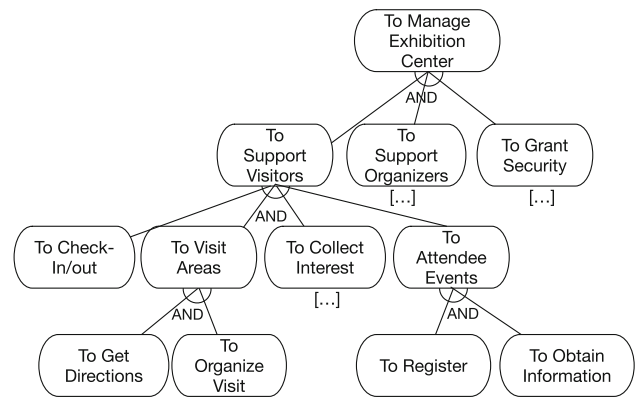 To Manage
Exhibition
Center
AND
To
Support
Visitors
To
Support
Organizers
To Grant
Security
[...]
[...]
AND
To Check-
In/out
To Visit
Areas
To Collect
Interest
To
Attendee
Events
[...]
AND
AND
To Get
Directions
To
Organize
Visit
To Register
To Obtain
Information